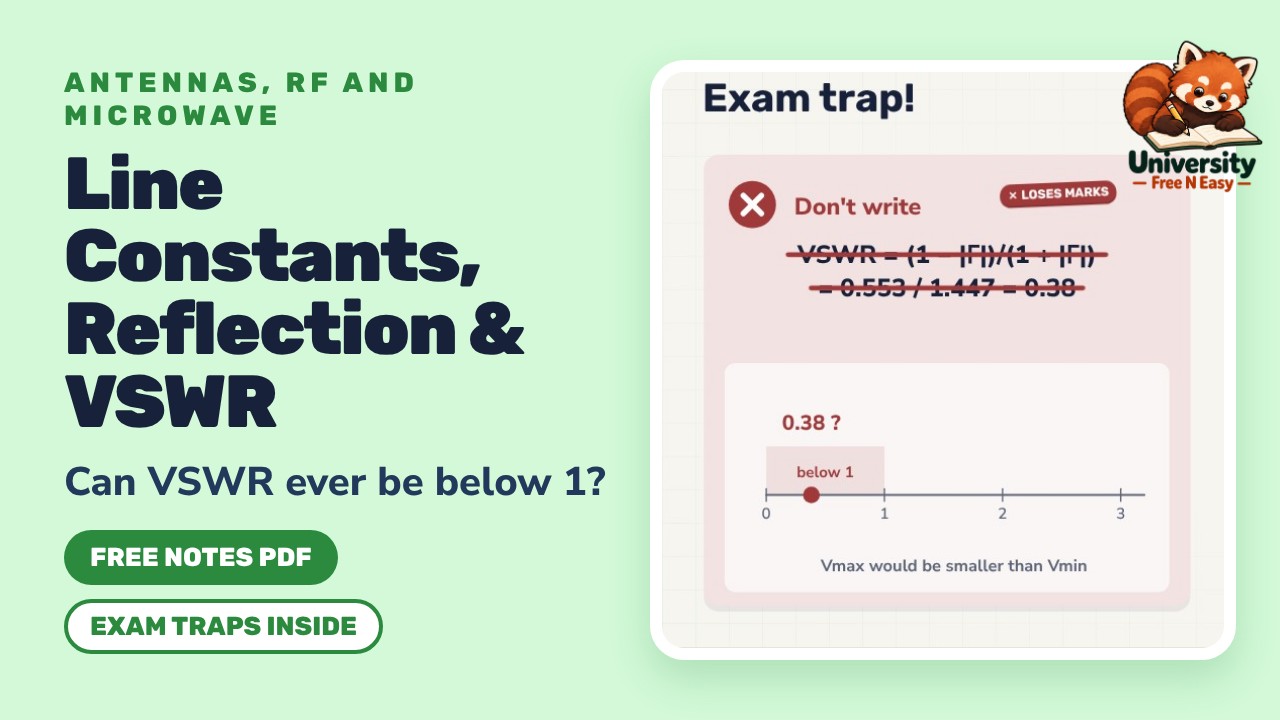 ANTENNAS, RF AND
MICROWAVE
Line
Constants,
Reflection &
VSWR
Can VSWR ever be below 1?
FREE NOTES PDF
EXAM TRAPS INSIDE
Exam trap!
University
Free N Easy
× LOSES MARKS
Don't write
VSWR = (1 − |Γ|)/(1 + |Γ|)
= 0.553 / 1.447 = 0.38
0.38 ?
below 1
0 1 2 3
Vmax would be smaller than Vmin